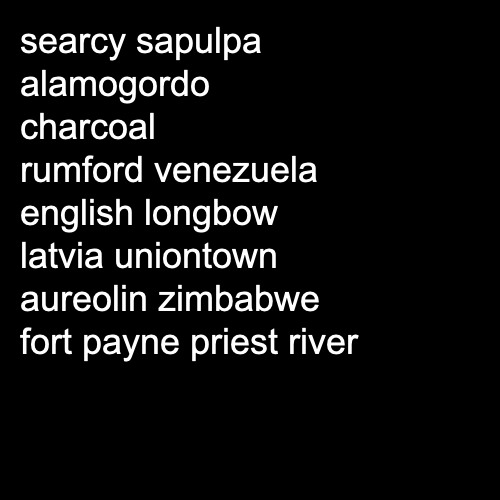 searcy sapulpa
alamogordo
charcoal
rumford venezuela
english longbow
latvia uniontown
aureolin zimbabwe
fort payne priest river